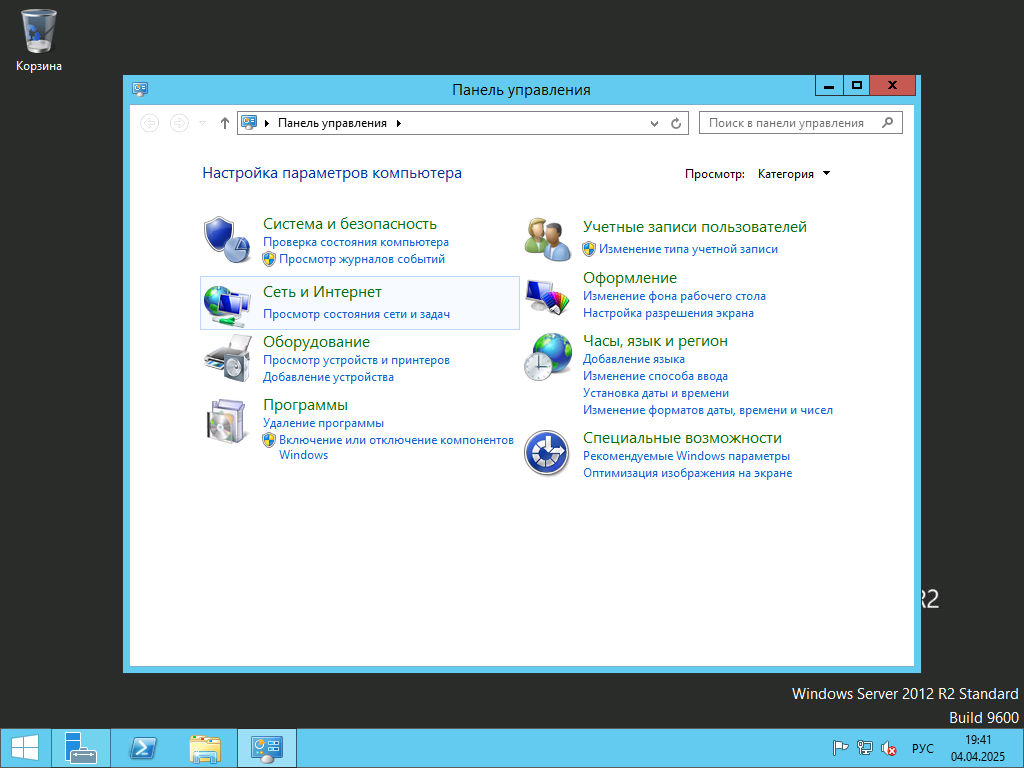 Корзина
Панель управления
Панель управления
Поиск в панели управления
Настройка параметров компьютера
Просмотр: Категория
Система и безопасность
Проверка состояния компьютера
Просмотр журналов событий
Сеть и Интернет
Просмотр состояния сети и задач
Оборудование
Просмотр устройств и принтеров
Добавление устройства
Программы
Удаление программы
Включение или отключение компонентов
Windows
Учетные записи пользователей
Изменение типа учетной записи
Оформление
Изменение фона рабочего стола
Настройка разрешения экрана
Часы, язык и регион
Добавление языка
Изменение способа ввода
Установка даты и времени
Изменение форматов даты, времени и чисел
Специальные возможности
Рекомендуемые Windows параметры
Оптимизация изображения на экране
R2
Windows Server 2012 R2 Standard
Build 9600
РУС
19:41
04.04.2025